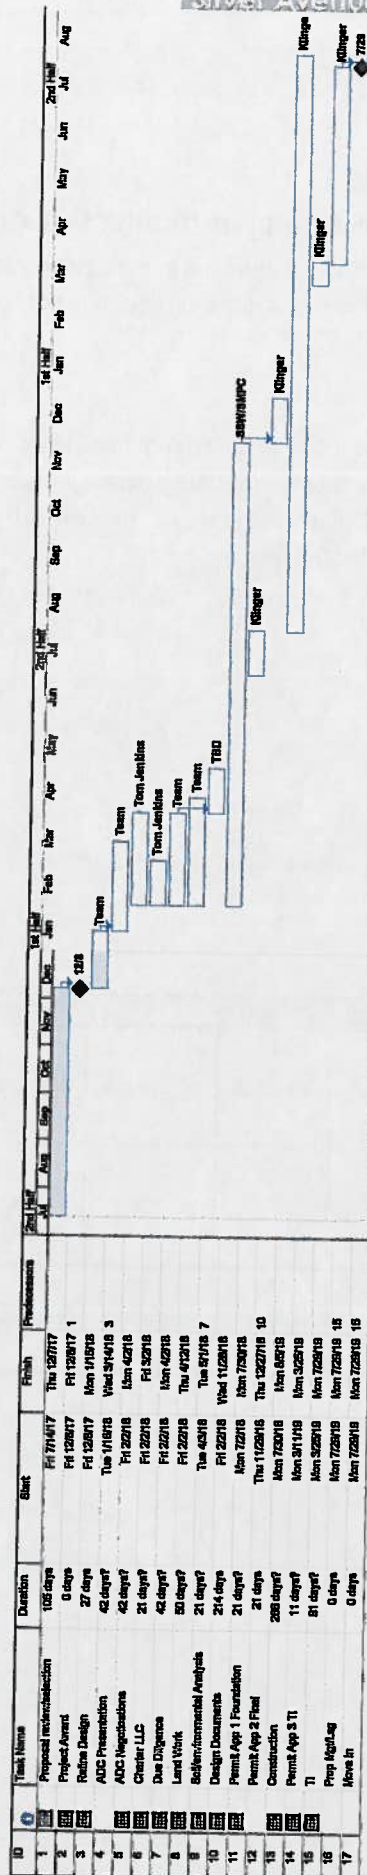 Silver Avenue
ID Task Name Duration Start Finish Predecessors
1 Proposal review/selection 105 days Fri 7/14/17 Thu 12/7/17
2 Project Award 0 days Fri 12/8/17 Fri 12/8/17 1
3 Refine Design 27 days Fri 12/8/17 Mon 1/15/18
4 ADC Presentation 42 days? Tue 1/16/18 Wed 3/14/18 3
5 ADC Negotiations 42 days? Fri 2/2/18 Mon 4/2/18
6 Charter LLC 21 days? Fri 2/2/18 Fri 3/2/18
7 Due Diligence 42 days? Fri 2/2/18 Mon 4/2/18
8 Land Work 50 days? Fri 2/2/18 Thu 4/12/18
9 Soil/environmental Analysis 21 days? Tue 4/3/18 Tue 5/1/18 7
10 Design Documents 214 days Fri 2/2/18 Wed 11/28/18
11 Permit App 1 Foundation 21 days? Mon 7/2/18 Mon 7/30/18
12 Permit App 2 Final 21 days Thu 11/29/18 Thu 12/27/18 10
13 Construction 266 days? Mon 7/30/18 Mon 8/5/19
14 Permit App 3 TI 11 days? Mon 3/11/19 Mon 3/25/19
15 TI 91 days? Mon 3/25/19 Mon 7/29/19
16 Prop Mgt/Lsg 0 days Mon 7/29/19 Mon 7/29/19 15
17 Move In 0 days Mon 7/29/19 Mon 7/29/19 15
2nd Half 1st Half 2nd Half 1st Half 2nd Half
Jul Aug Sep Oct Nov Dec Jan Feb Mar Apr May Jun Jul Aug Sep Oct Nov Dec Jan Feb Mar Apr May Jun Jul Aug
12/8
Team
Team
Tom Jenkins
Tom Jenkins
Team
Team
TBD
SBW/SMPC
Klinger
Klinger
Klinge
Klinger
Klinger
7/29